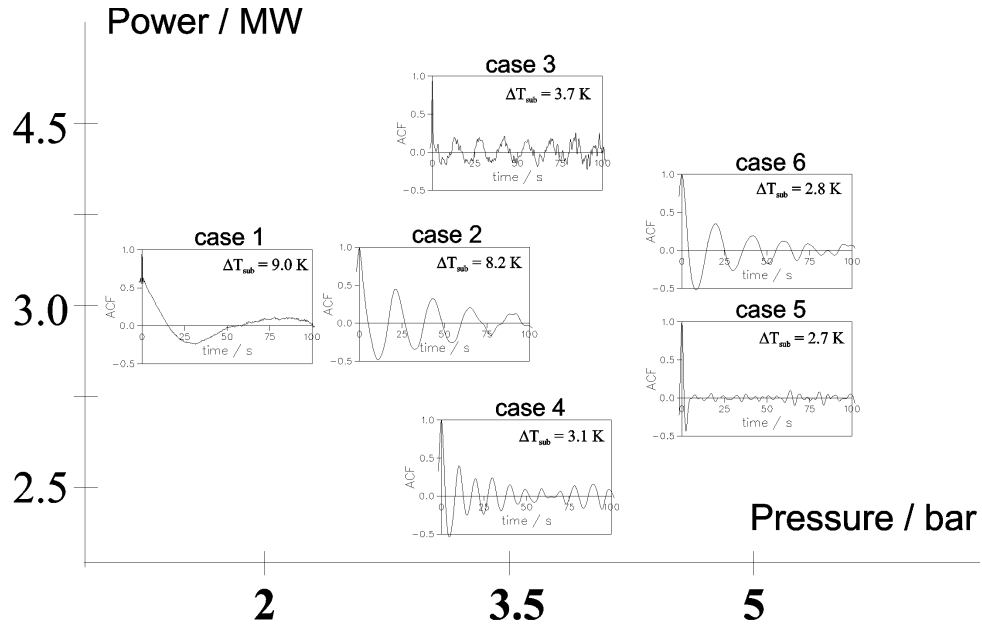 Power / MW
4.5
3.0
2.5
case 3
ΔTsub = 3.7 K
1.0
0.5
0.0
−0.5
ACF
0 25 50 75 100
time / s
case 6
ΔTsub = 2.8 K
1.0
0.5
0.0
−0.5
ACF
0 25 50 75 100
time / s
case 1
ΔTsub = 9.0 K
1.0
0.5
0.0
−0.5
ACF
0 25 50 75 100
time / s
case 2
ΔTsub = 8.2 K
1.0
0.5
0.0
−0.5
ACF
0 25 50 75 100
time / s
case 5
ΔTsub = 2.7 K
1.0
0.5
0.0
−0.5
ACF
0 25 50 75 100
time / s
case 4
ΔTsub = 3.1 K
1.0
0.5
0.0
−0.5
ACF
0 25 50 75 100
time / s
Pressure / bar
2 3.5 5